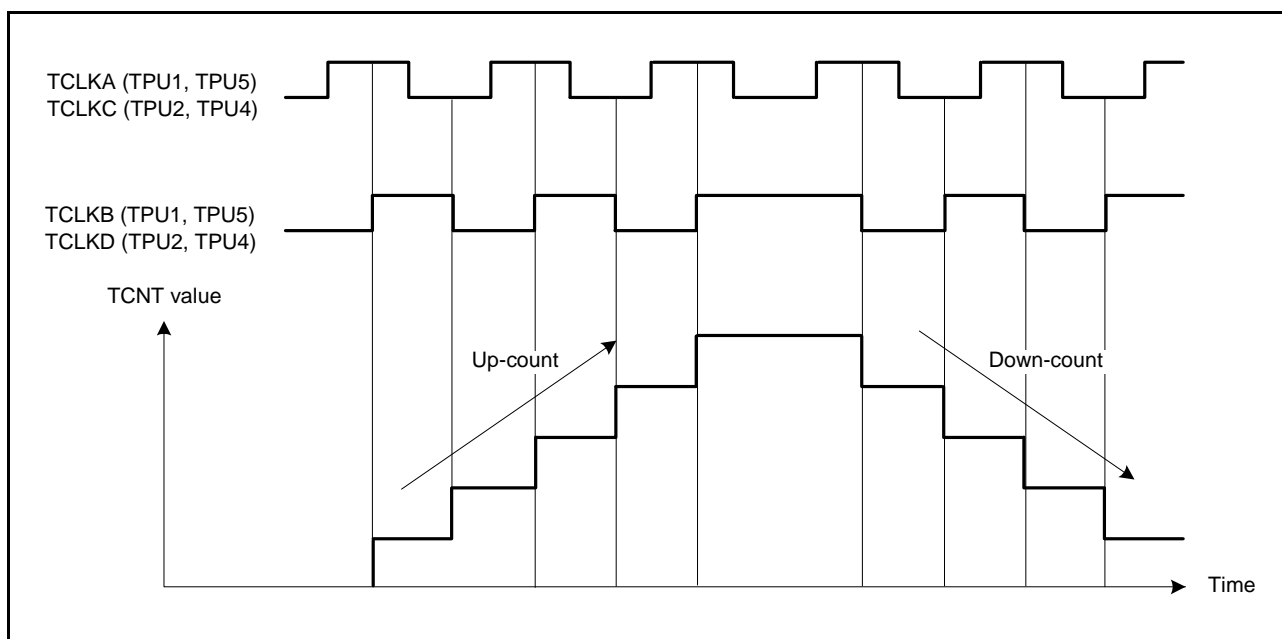 TCLKA (TPU1, TPU5)
TCLKC (TPU2, TPU4)
TCLKB (TPU1, TPU5)
TCLKD (TPU2, TPU4)
TCNT value
Up-count
Down-count
Time